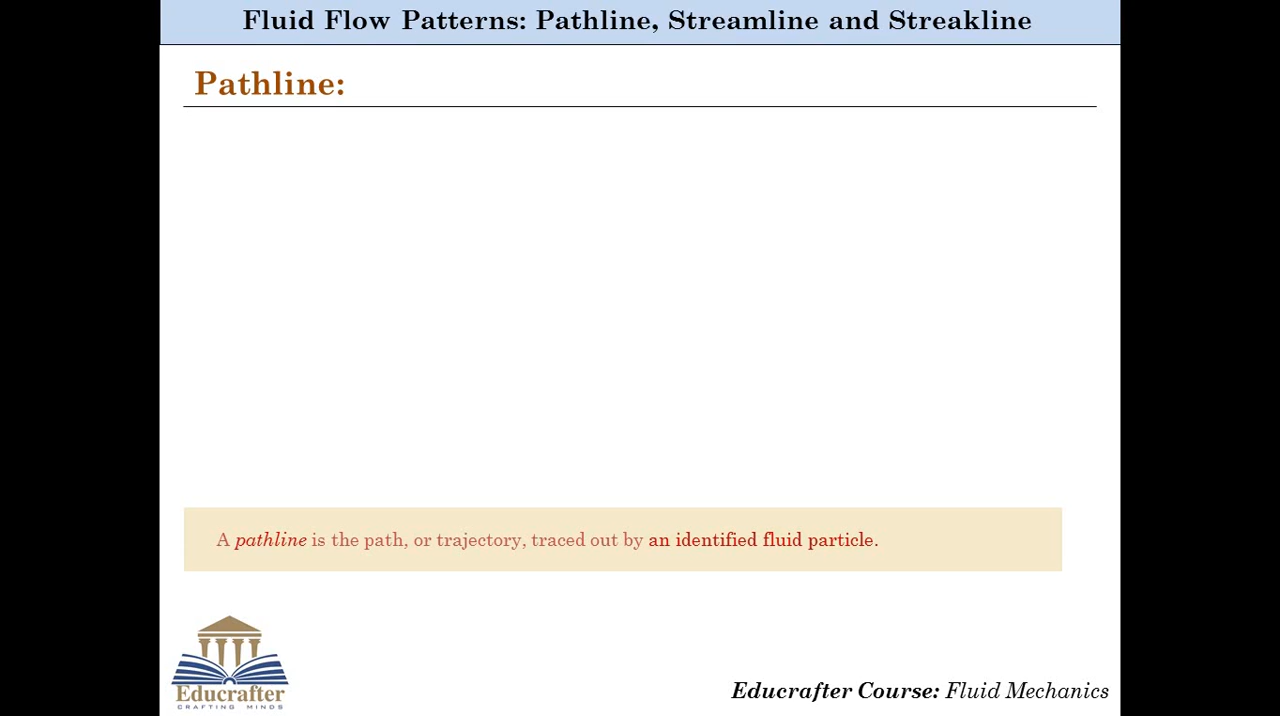 Fluid Flow Patterns: Pathline, Streamline and Streakline
Pathline:
A pathline is the path, or trajectory, traced out by an identified fluid particle.
Educrafter
CRAFTING MINDS
Educrafter Course: Fluid Mechanics